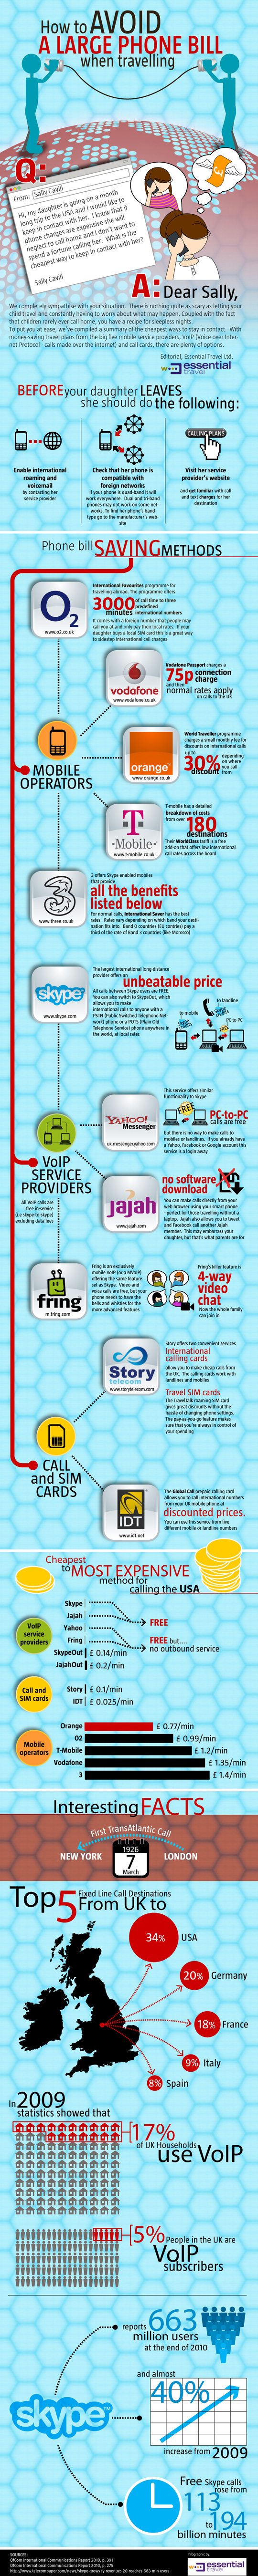 How to AVOID
A LARGE PHONE BILL
when travelling
Q:
From: Sally Cavill
Hi, my daughter is going on a month
long trip to the USA and I would like to
keep in contact with her. I know that if
phone charges are expensive she will
neglect to call home and I don't want to
spend a fortune calling her. What is the
cheapest way to keep in contact with her?
Sally Cavill
A: Dear Sally,
We completely sympathise with your situation. There is nothing quite as scary as letting your
child travel and constantly having to worry about what may happen. Coupled with the fact
that children rarely ever call home, you have a recipe for sleepless nights.
To put you at ease, we've compiled a summary of the cheapest ways to stay in contact. With
money-saving travel plans from the big five mobile service providers, VoIP (Voice over Inter-
net Protocol - calls made over the internet) and call cards, there are plenty of options.
Editorial, Essential Travel Ltd.
essential
travel
BEFORE your daughter LEAVES
she should do the following:
CALLING PLANS
Enable international
roaming and
voicemail
by contacting her
service provider
Check that her phone is
compatible with
foreign networks
If your phone is quad-band it will
work everywhere. Dual and tri-band
phones may not work on some net-
works. To find her phone's band
type go to the manufacturer's web-
site
Visit her service
provider's website
and get familiar with call
and text charges for her
destination
Phone bill SAVING METHODS
O2
www.o2.co.uk
International Favourites programme for
travelling abroad. The programme offers
3000 of call time to three
minutes predefined
international numbers
It comes with a foreign number that people may
call you at and only pay their local rates. If your
daughter buys a local SIM card this is a great way
to sidestep international call charges
vodafone
www.vodafone.co.uk
Vodafone Passport charges a
75p connection
charge
and then
normal rates apply
on calls to the UK
MOBILE
OPERATORS
orange
www.orange.co.uk
World Traveller programme
charges a small monthly fee for
discounts on international calls
up to
30% depending
on where
you call
discount from
T-Mobile
www.t-mobile.co.uk
T-mobile has a detailed
breakdown of costs
from over 180
destinations
Their WorldClass tariff is a free
add-on that offers low international
call rates across the board
3
www.three.co.uk
3 offers Skype-enabled mobiles
that provide
all the benefits
listed below
For normal calls, International Saver has the best
rates. Rates vary depending on which band your desti-
nation fits into. Band 0 countries (EU countries) pay a
third of the rate of Band 3 countries (like Morocco)
skype
www.skype.com
The largest international long-distance
provider offers an
unbeatable price
All calls between Skype users are FREE.
You can also switch to SkypeOut, which
allows you to make
international calls to anyone with a
PSTN (Public Switched Telephone Net-
work) phone or a POTS (Plain Old
Telephone Service) phone anywhere in
the world, at local rates
to mobile
to landline
PC to PC
FREE
YAHOO!
Messenger
uk.messenger.yahoo.com
This service offers similar
functionality to Skype
FREE PC-to-PC
calls are free
but there is no way to make calls to
mobiles or landlines. If you already have
a Yahoo, Facebook or Google account this
service is a login away
VoIP
SERVICE
PROVIDERS
All VoIP calls are
free in-service
(i.e skype-to-skype)
excluding data fees
jajah
www.jajah.com
no software
download
You can make calls directly from your
web-browser using your smart phone
-perfect for those travelling without a
laptop. Jajah also allows you to tweet
and Facebook call another Jajah
member. This may embarrass your
daughter, but that's what parents are for
fring
m.fring.com
Fring is an exclusively
mobile VoIP (or a MVoIP)
offering the same feature
set as Skype. Video and
voice calls are free, but your
phone needs to have the
bells and whistles for the
more advanced features
Fring's killer feature is
4-way
video
chat
Now the whole family
can join in
Story
telecom
www.storytelecom.com
Story offers two convenient services
International
calling cards
allow you to make cheap calls from
the UK. The calling cards work with
landlines and mobiles
Travel SIM cards
The TravelTalk roaming SIM card
gives great discounts without the
hassle of changing phone settings.
The pay-as-you-go feature makes
sure that you're always in control of
your spending
CALL
and SIM
CARDS
IDT
www.idt.net
The Global Call prepaid calling card
allows you to call international numbers
from your UK mobile phone at
discounted prices.
You can use this service from five
different mobile or landline numbers
Cheapest
to MOST EXPENSIVE
method for
calling the USA
VoIP
service
providers
Skype
Jajah
Yahoo
Fring
FREE
FREE but....
no outbound service
SkypeOut £ 0.14/min
JajahOut £ 0.2/min
Call and
SIM cards
Story £ 0.1/min
IDT £ 0.025/min
Mobile
operators
Orange £ 0.77/min
O2 £ 0.99/min
T-Mobile £ 1.2/min
Vodafone £ 1.35/min
3 £ 1.4/min
Interesting FACTS
First TransAtlantic Call
NEW YORK
1926
7
March
LONDON
Top 5 Fixed Line Call Destinations
From UK to
34% USA
20% Germany
18% France
9% Italy
8% Spain
In 2009
statistics showed that
17%
of UK Households
use VoIP
5% People in the UK are
VoIP
subscribers
skype
reports 663
million users
at the end of 2010
and almost
40%
increase from 2009
Free Skype calls
rose from
113
to 194
billion minutes
SOURCES:
OfCom International Communications Report 2010, p. 391
OfCom International Communications Report 2010, p. 275
infographic by
essential
travel